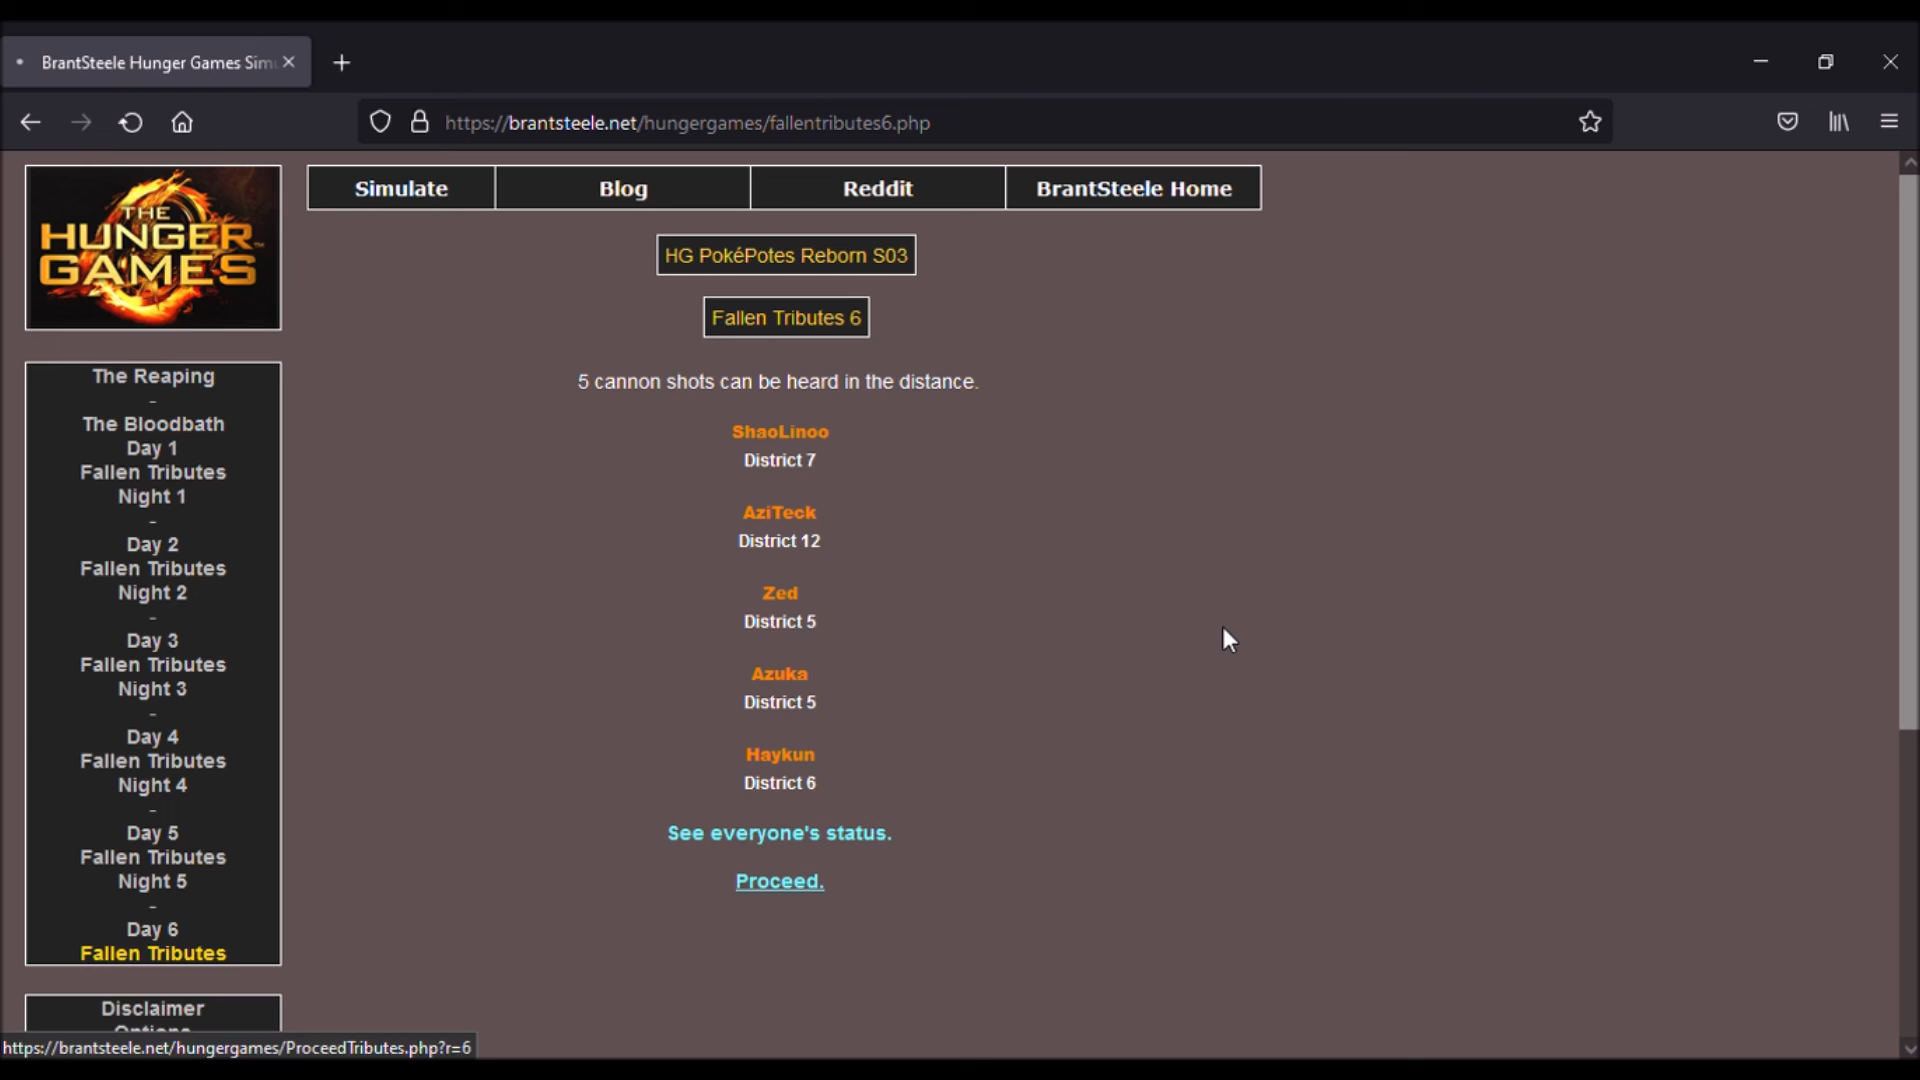 BrantSteele Hunger Games Sim
https://brantsteele.net/hungergames/fallentributes6.php
THE
HUNGER
GAMES
Simulate
Blog
Reddit
BrantSteele Home
HG PokéPotes Reborn S03
Fallen Tributes 6
5 cannon shots can be heard in the distance.
ShaoLinoo
District 7
AziTeck
District 12
Zed
District 5
Azuka
District 5
Haykun
District 6
See everyone's status.
Proceed.
The Reaping
-
The Bloodbath
Day 1
Fallen Tributes
Night 1
-
Day 2
Fallen Tributes
Night 2
-
Day 3
Fallen Tributes
Night 3
-
Day 4
Fallen Tributes
Night 4
-
Day 5
Fallen Tributes
Night 5
-
Day 6
Fallen Tributes
Disclaimer
Options
https://brantsteele.net/hungergames/ProceedTributes.php?r=6